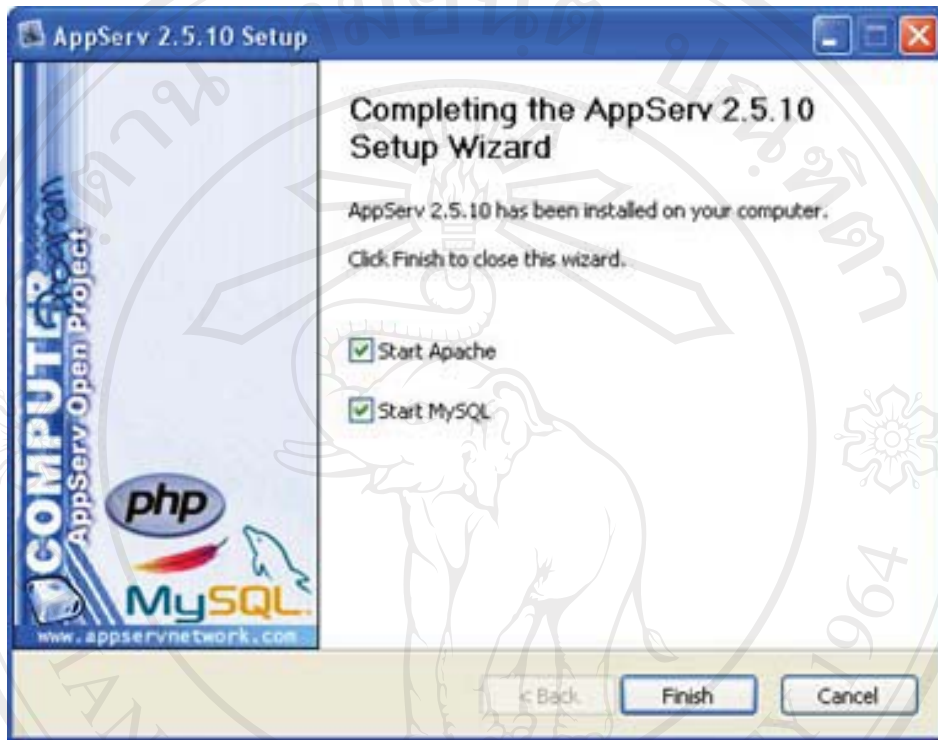 AppServ 2.5.10 Setup
Completing the AppServ 2.5.10
Setup Wizard
AppServ 2.5.10 has been installed on your computer.
Click Finish to close this wizard.
Start Apache
Start MySQL
COMPUTER
Program
AppServ Open Project
php
MySQL
www.appservnetwork.com
< Back
Finish
Cancel
1964